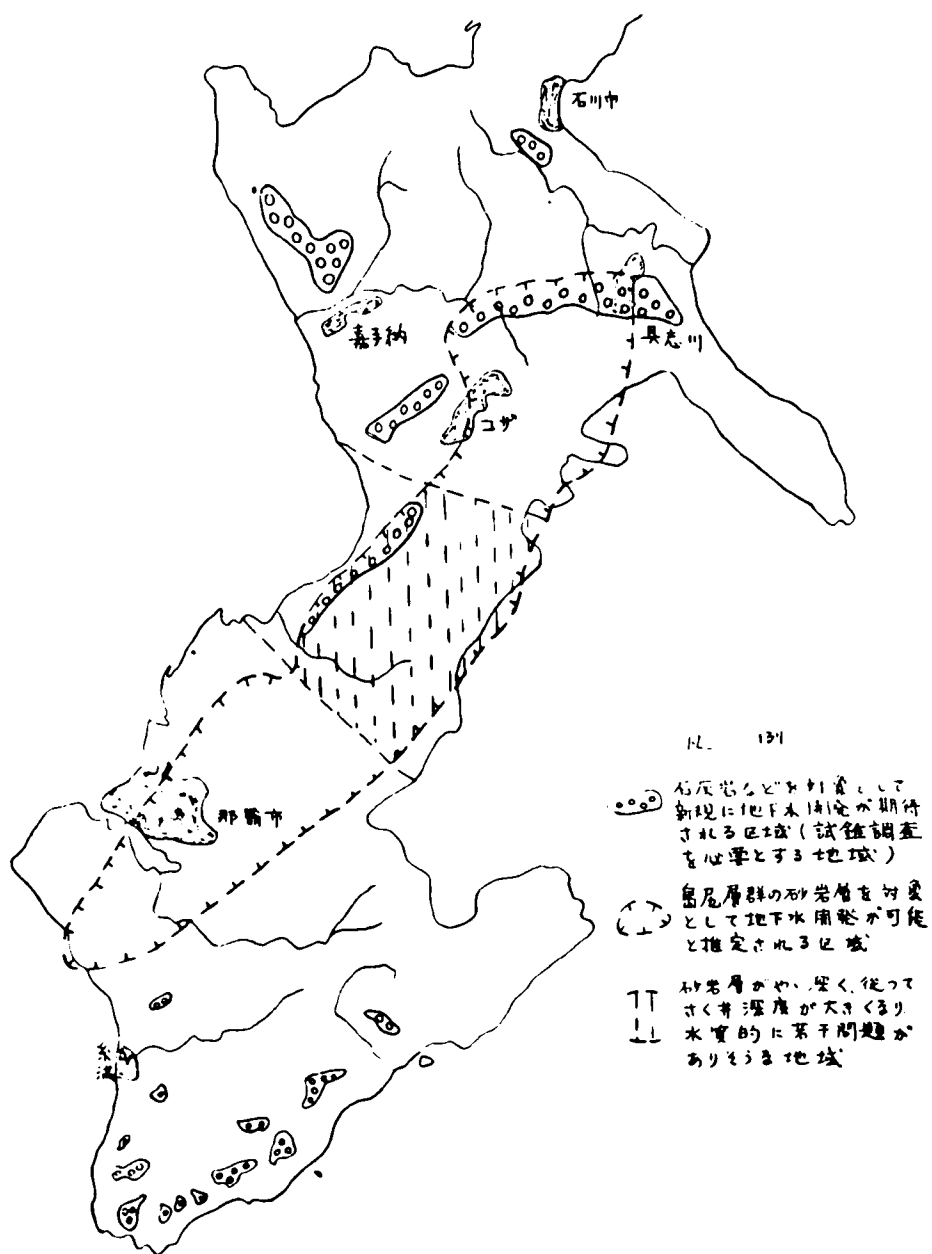 石川市
嘉手納
具志川
コザ
那覇市
糸満
凡 例
石灰岩などを対象として
新規に地下水開発が期待
される区域(試錐調査
を必要とする地域)
島尻層群の砂岩層を対象
として地下水開発が可能
と推定される区域
砂岩層がやゝ深く、従って
さく井深度が大きくなり
水質的に若干問題が
ありそうな地域